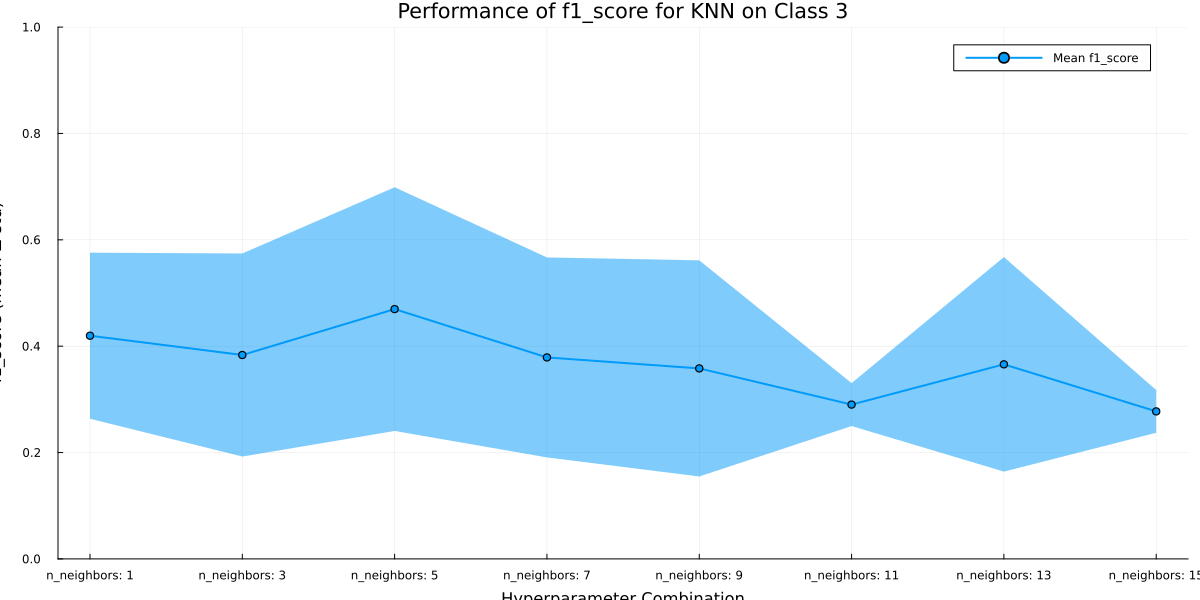 Performance of f1_score for KNN on Class 3
Mean f1_score
1.0
0.8
0.6
0.4
0.2
0.0
n_neighbors: 1
n_neighbors: 3
n_neighbors: 5
n_neighbors: 7
n_neighbors: 9
n_neighbors: 11
n_neighbors: 13
n_neighbors: 15
Hyperparameter Combination